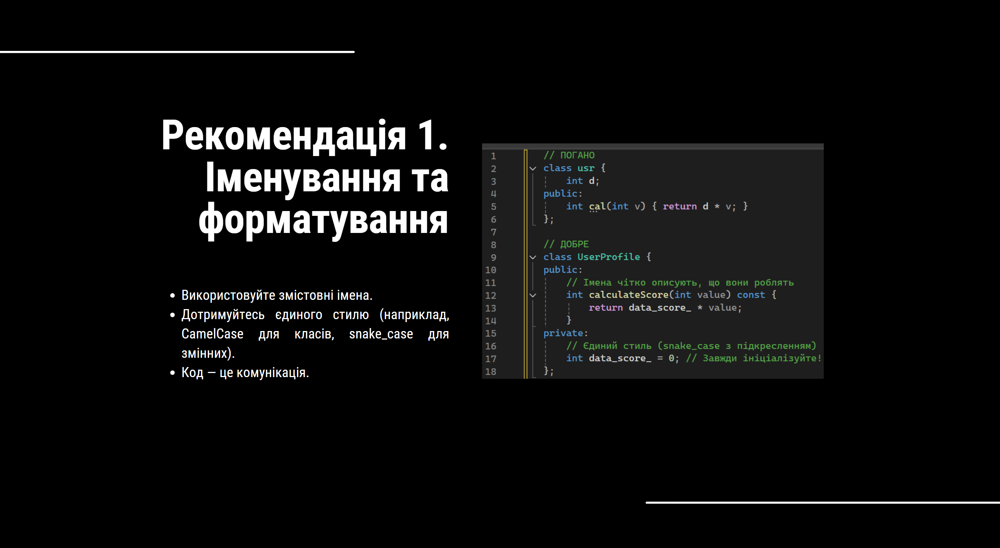 Рекомендація 1.
Іменування та
форматування
• Використовуйте змістовні імена.
• Дотримуйтесь єдиного стилю (наприклад,
CamelCase для класів, snake_case для
змінних).
• Код — це комунікація.
1 // ПОГАНО
2 class usr {
3     int d;
4 public:
5     int cal(int v) { return d * v; }
6 };
7
8 // ДОБРЕ
9 class UserProfile {
10 public:
11     // Імена чітко описують, що вони роблять
12     int calculateScore(int value) const {
13         return data_score_ * value;
14     }
15 private:
16     // Єдиний стиль (snake_case з підкресленням)
17     int data_score_ = 0; // Завжди ініціалізуйте!
18 };